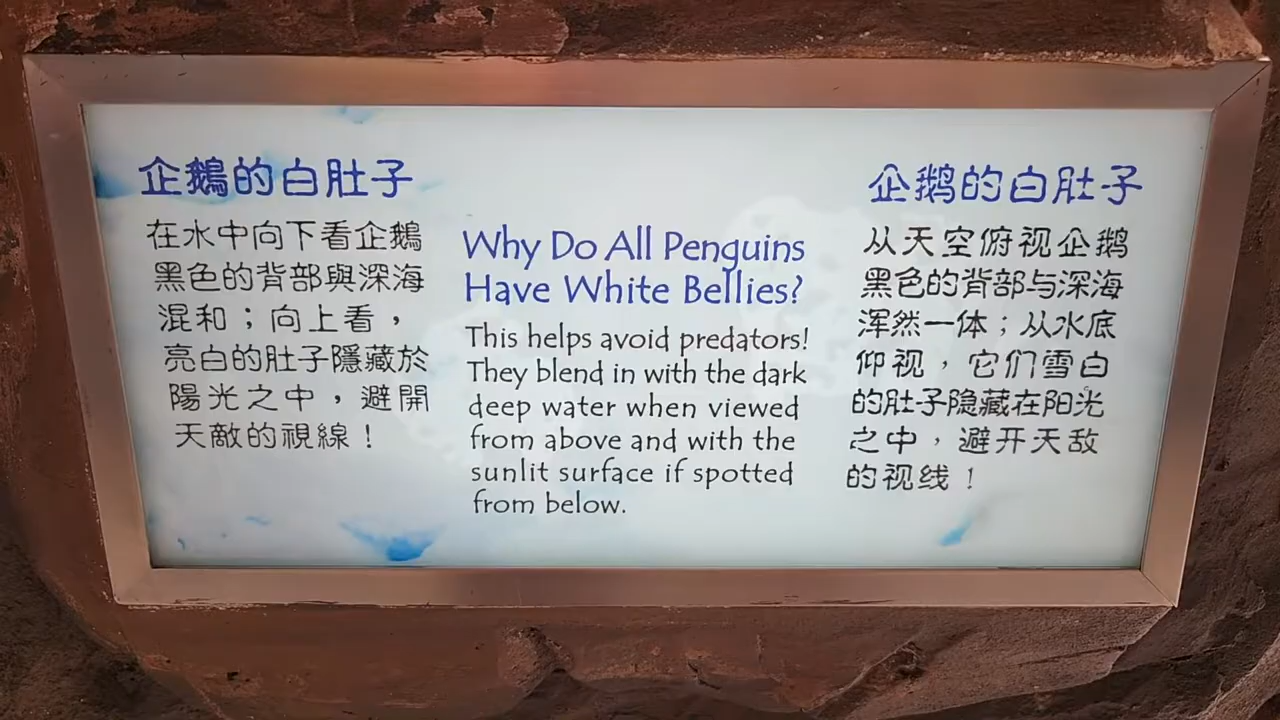 企鵝的白肚子
在水中向下看企鵝
黑色的背部與深海
混和；向上看，
亮白的肚子隱藏於
陽光之中，避開
天敵的視線！
Why Do All Penguins
Have White Bellies?
This helps avoid predators!
They blend in with the dark
deep water when viewed
from above and with the
sunlit surface if spotted
from below.
企鹅的白肚子
从天空俯视企鹅
黑色的背部与深海
浑然一体；从水底
仰视，它们雪白
的肚子隐藏在阳光
之中，避开天敌
的视线！